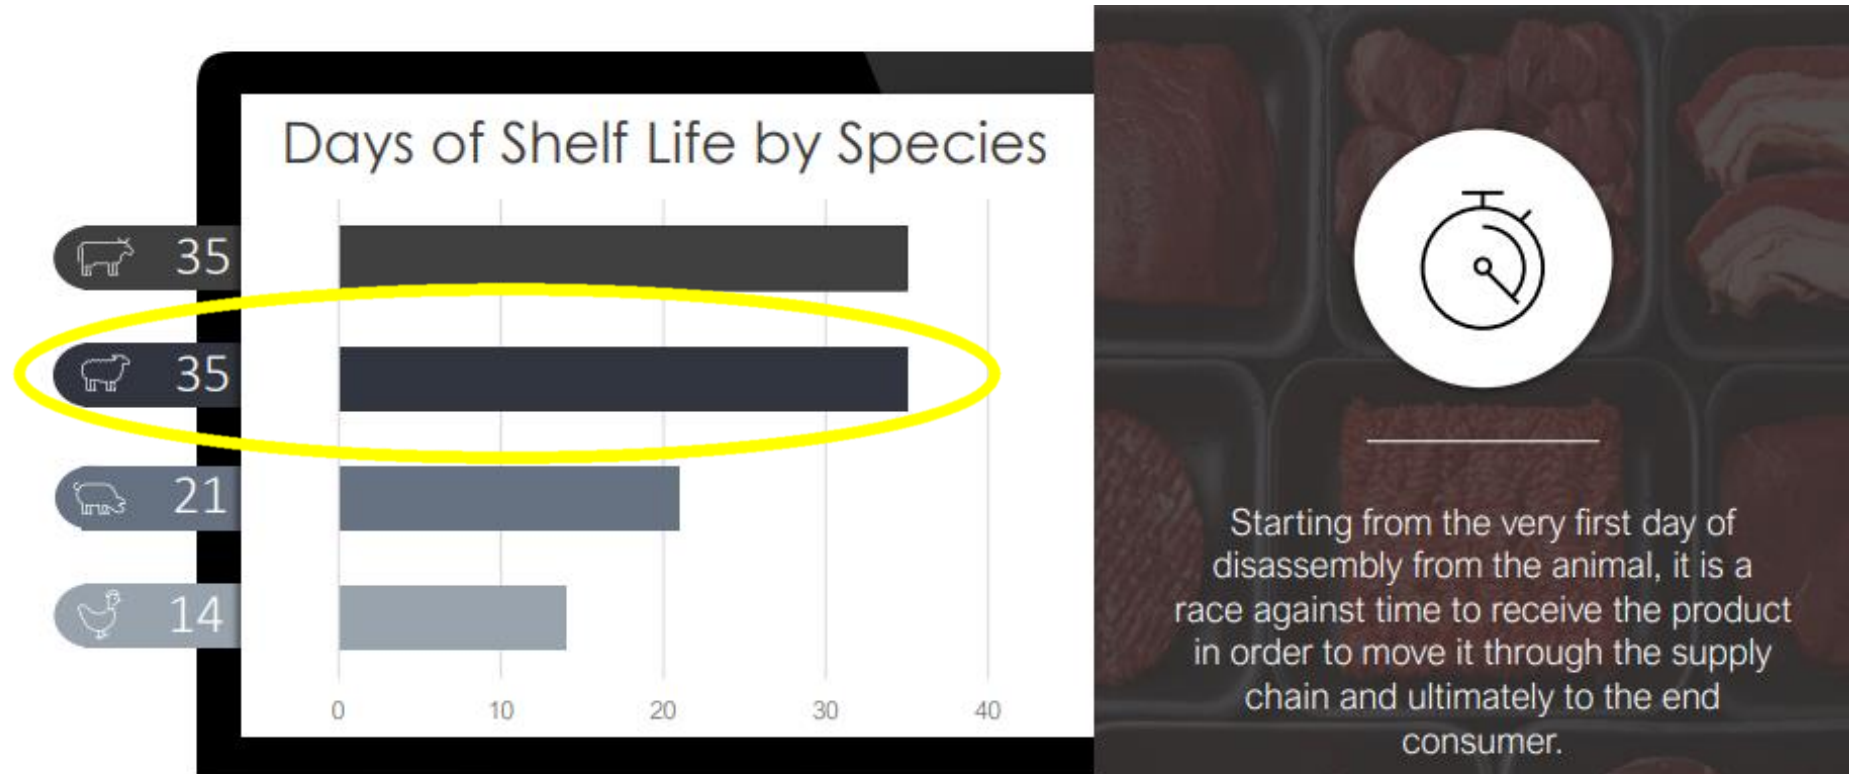 Days of Shelf Life by Species
35
35
21
14
0 10 20 30 40
Starting from the very first day of
disassembly from the animal, it is a
race against time to receive the product
in order to move it through the supply
chain and ultimately to the end
consumer.